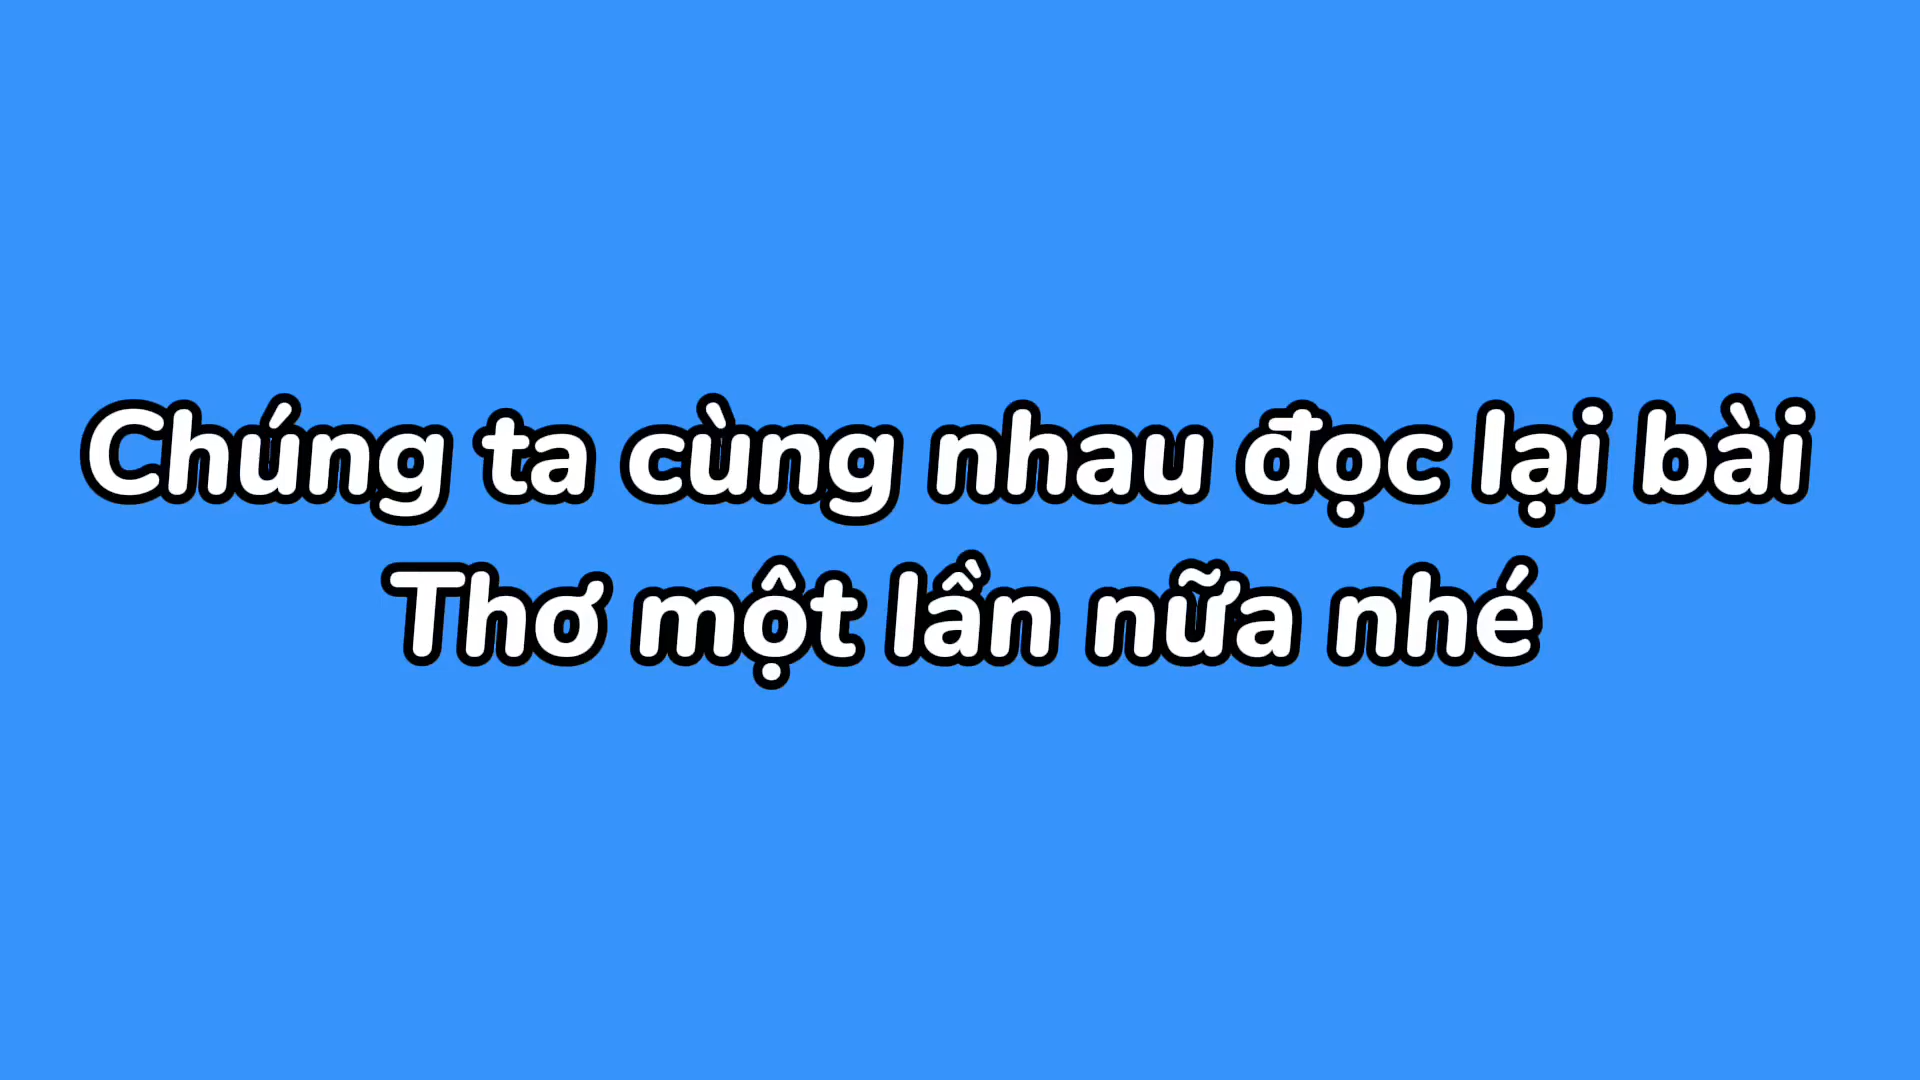 Chúng ta cùng nhau đọc lại bài
Thơ một lần nữa nhé